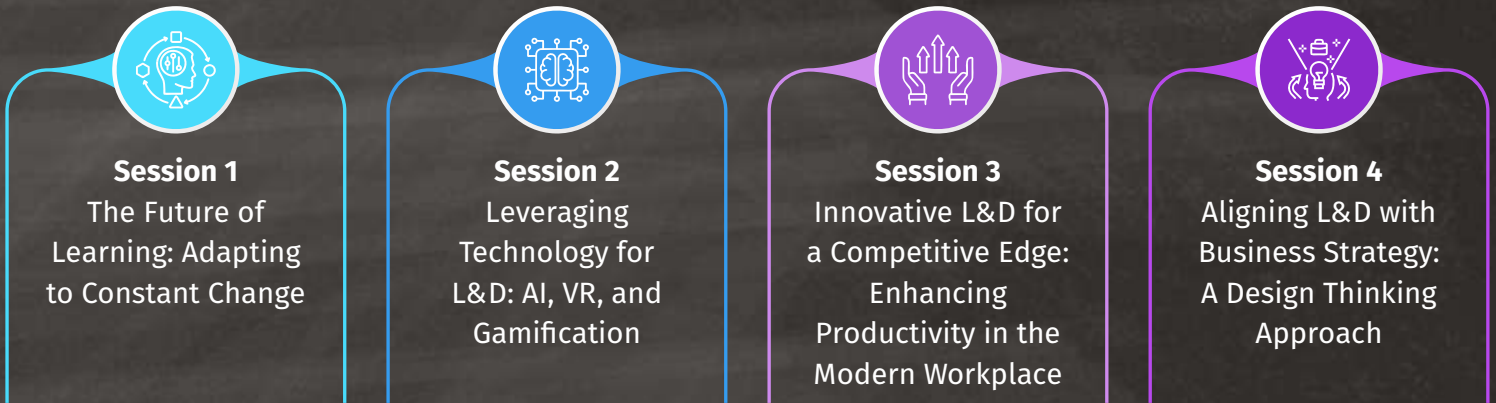 Session 1
The Future of
Learning: Adapting
to Constant Change
Session 2
Leveraging
Technology for
L&D: AI, VR, and
Gamification
Session 3
Innovative L&D for
a Competitive Edge:
Enhancing
Productivity in the
Modern Workplace
Session 4
Aligning L&D with
Business Strategy:
A Design Thinking
Approach